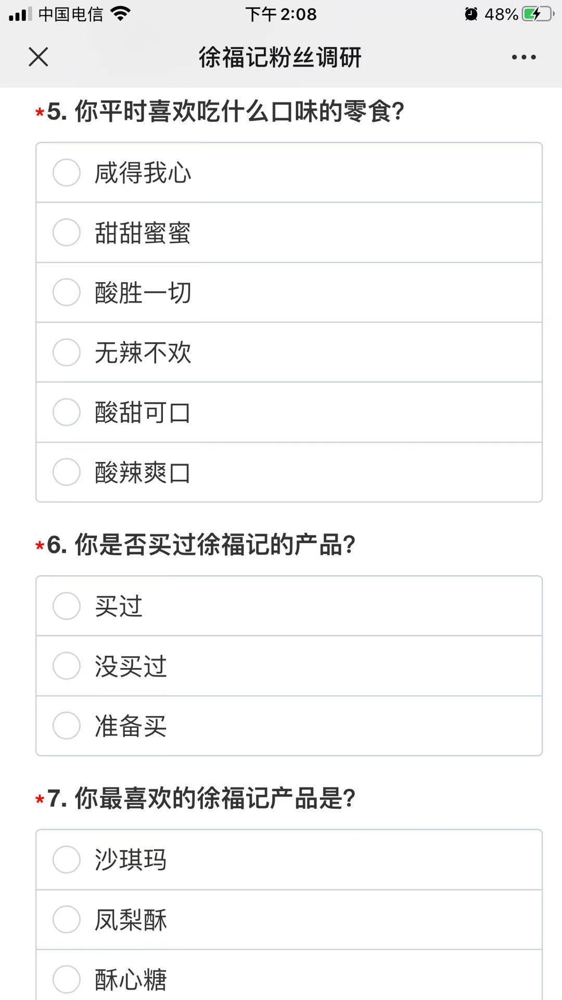 中国电信 下午 2:08 48%
徐福记粉丝调研
*5. 你平时喜欢吃什么口味的零食?
咸得我心
甜甜蜜蜜
酸胜一切
无辣不欢
酸甜可口
酸辣爽口
*6. 你是否买过徐福记的产品?
买过
没买过
准备买
*7. 你最喜欢的徐福记产品是?
沙琪玛
凤梨酥
酥心糖